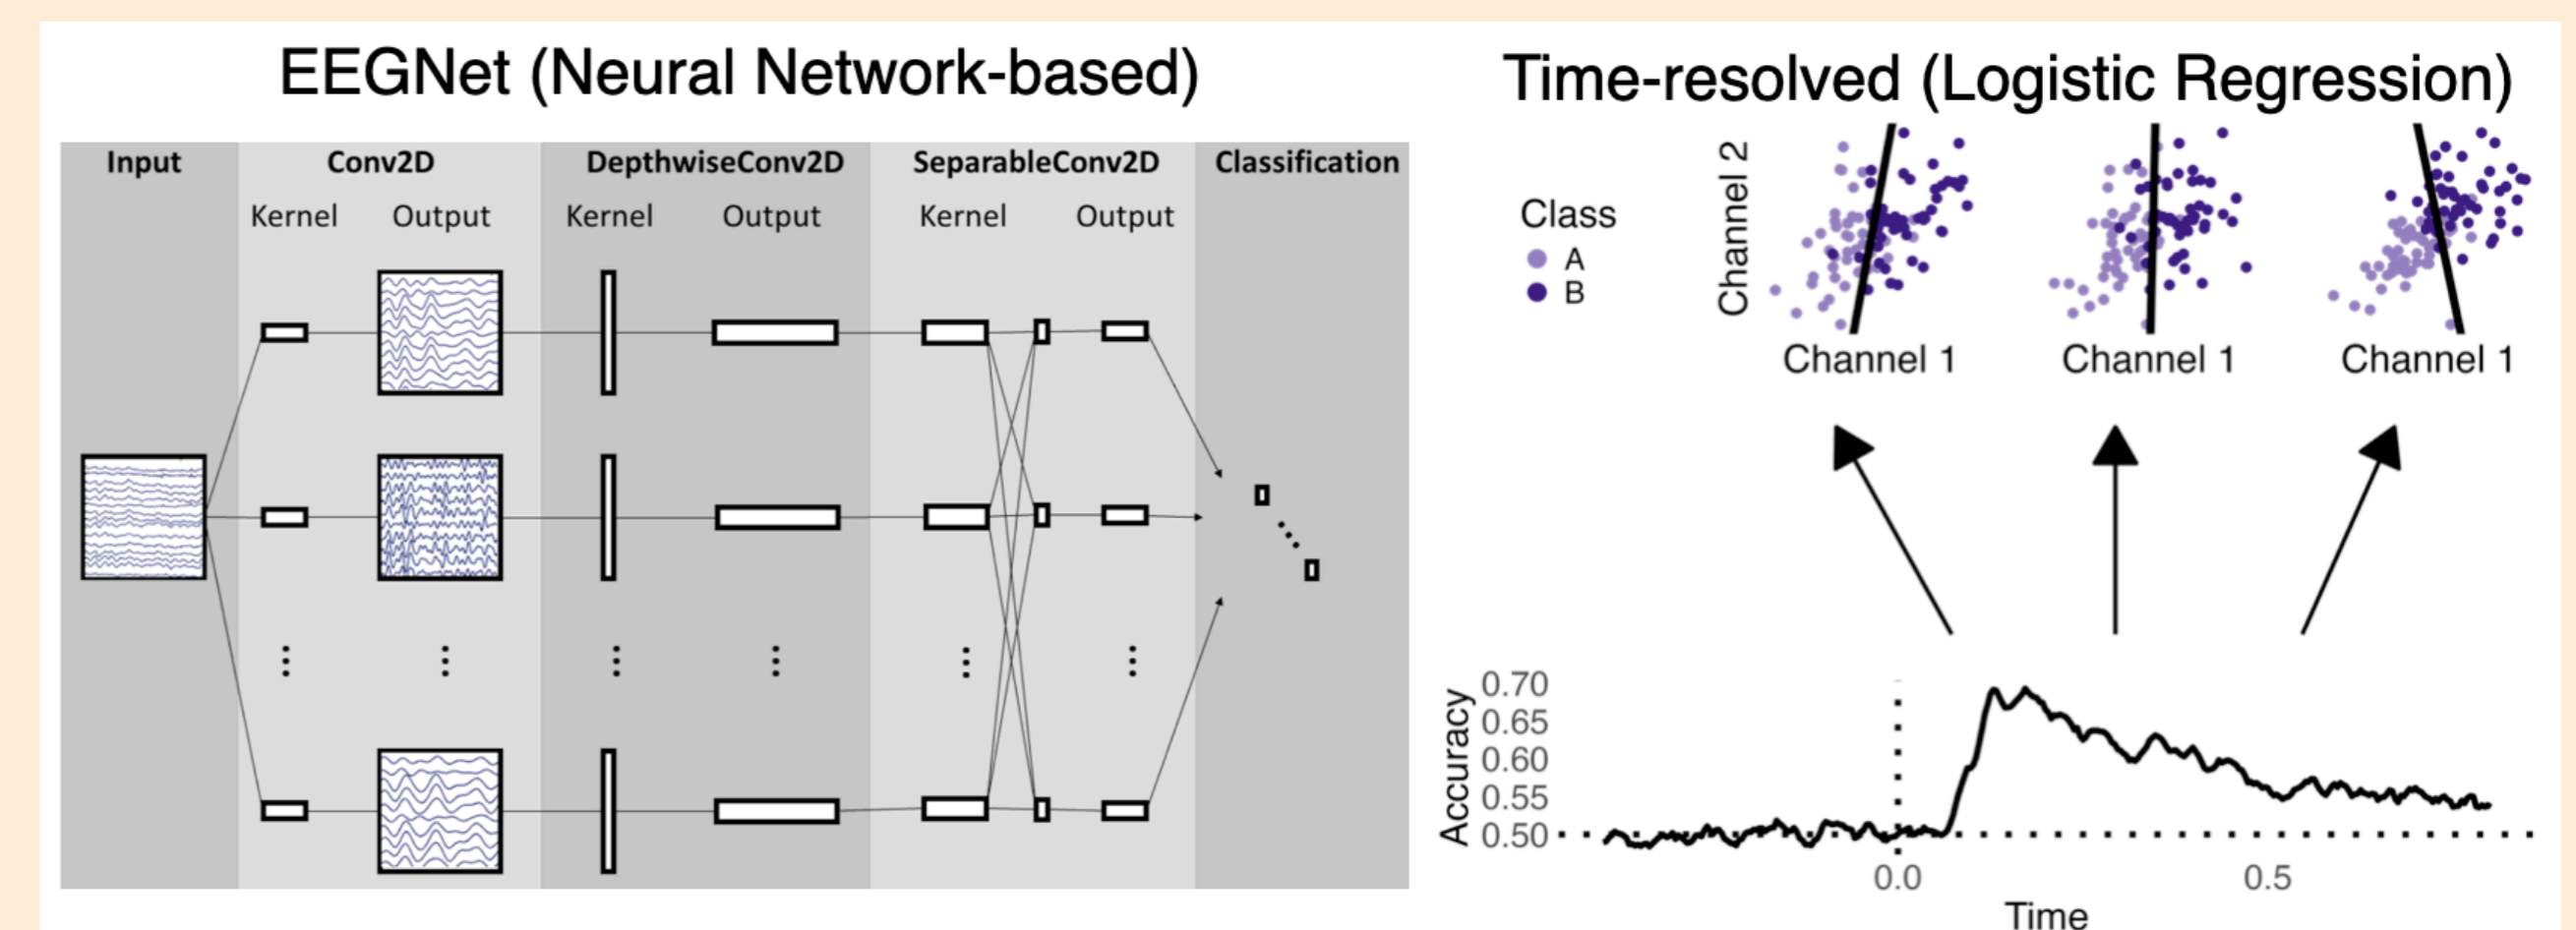 EEGNet (Neural Network-based)
Input
Conv2D
DepthwiseConv2D
SeparableConv2D
Classification
Kernel
Output
Kernel
Output
Kernel
Output
Time-resolved (Logistic Regression)
Class
A
B
Channel 2
Channel 1
Channel 1
Channel 1
Accuracy
0.70
0.65
0.60
0.55
0.50
0.0
0.5
Time